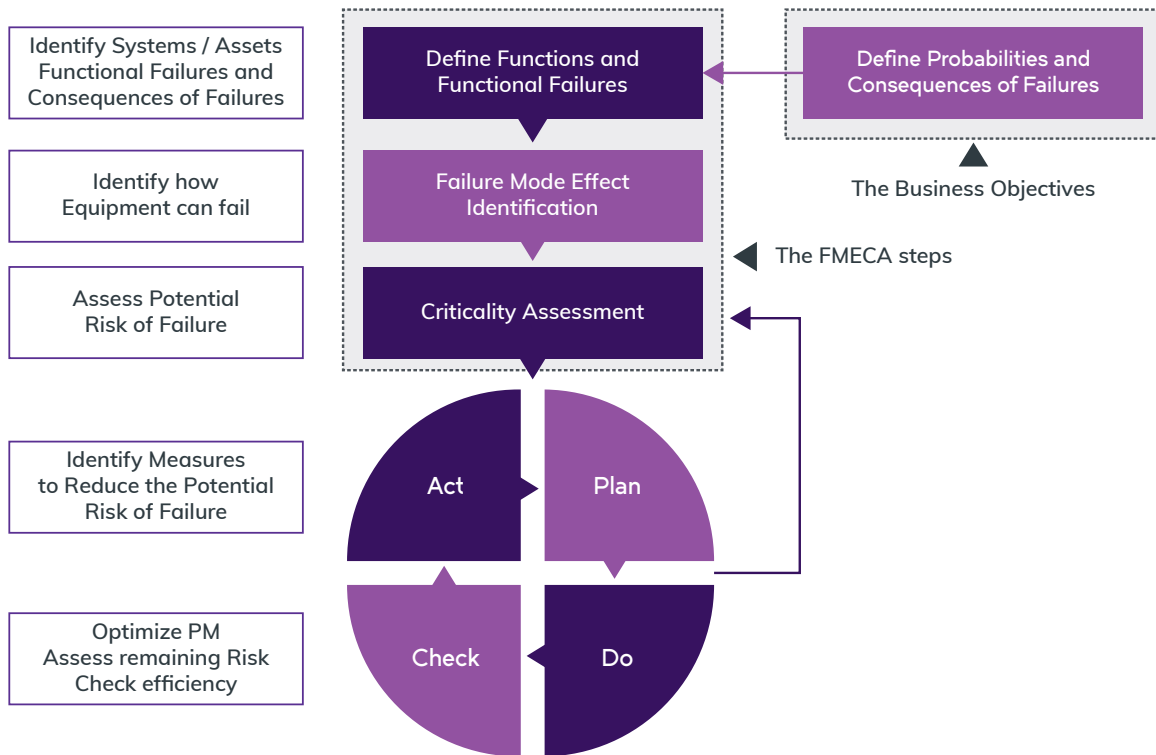 Identify Systems / Assets
Functional Failures and
Consequences of Failures
Define Functions and
Functional Failures
Define Probabilities and
Consequences of Failures
The Business Objectives
Identify how
Equipment can fail
Failure Mode Effect
Identification
The FMECA steps
Assess Potential
Risk of Failure
Criticality Assessment
Identify Measures
to Reduce the Potential
Risk of Failure
Act
Plan
Optimize PM
Assess remaining Risk
Check efficiency
Check
Do